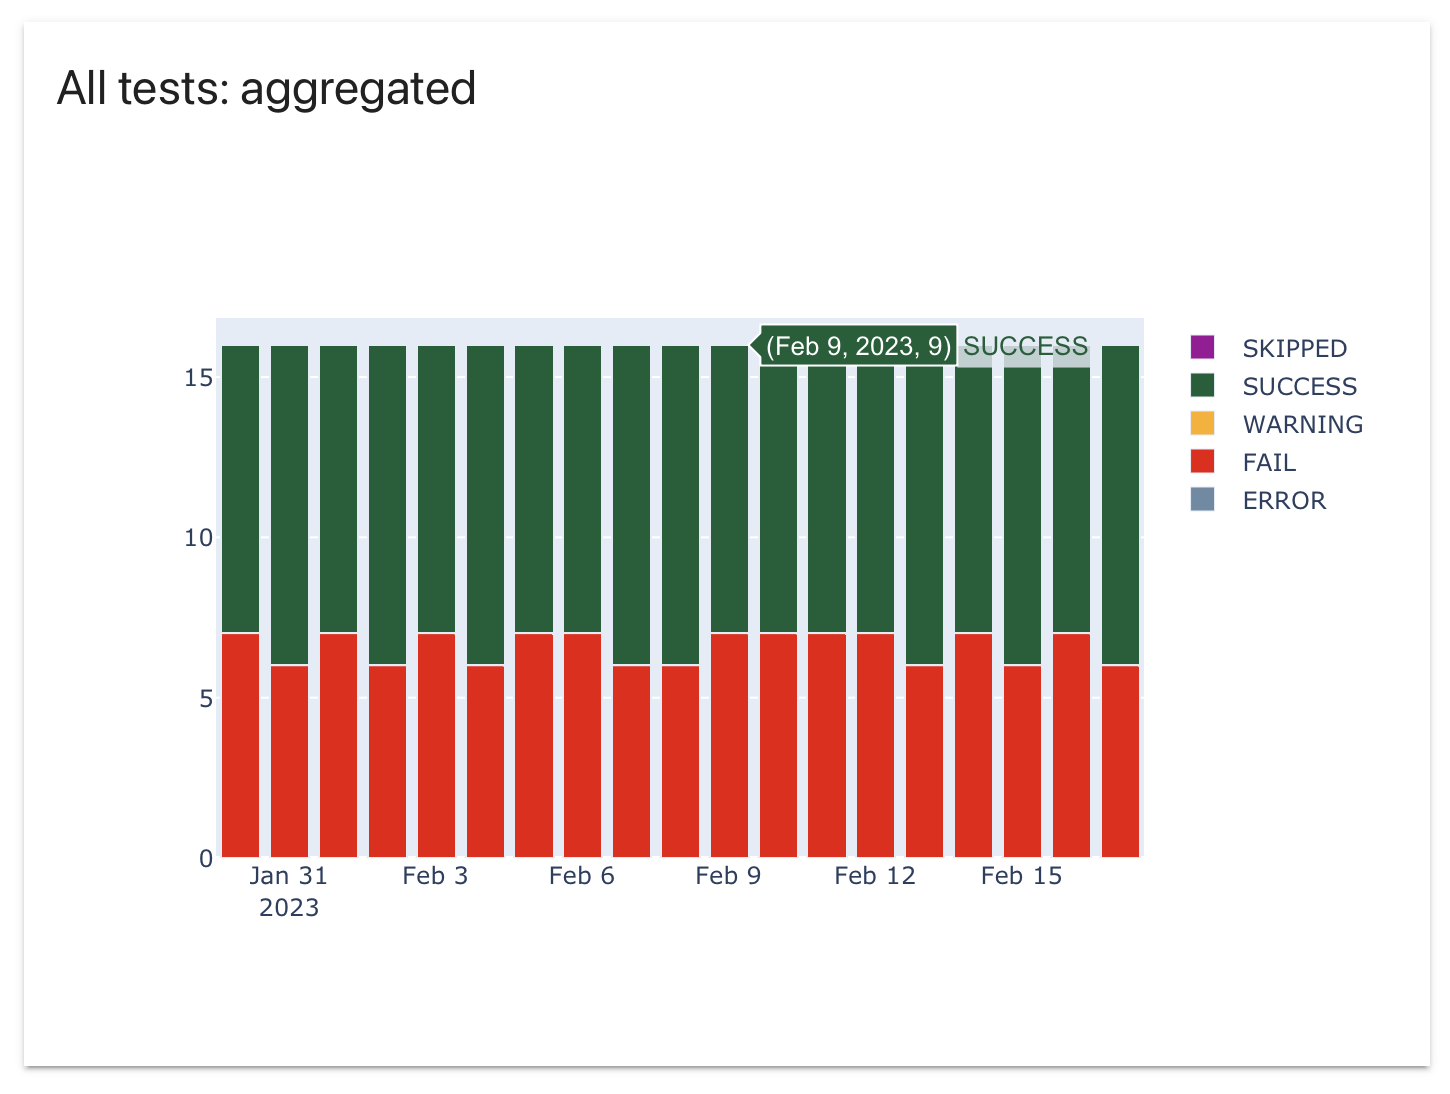 All tests: aggregated
(Feb 9, 2023, 9) SUCCESS
15
10
5
0
Jan 31
2023
Feb 3
Feb 6
Feb 9
Feb 12
Feb 15
SKIPPED
SUCCESS
WARNING
FAIL
ERROR